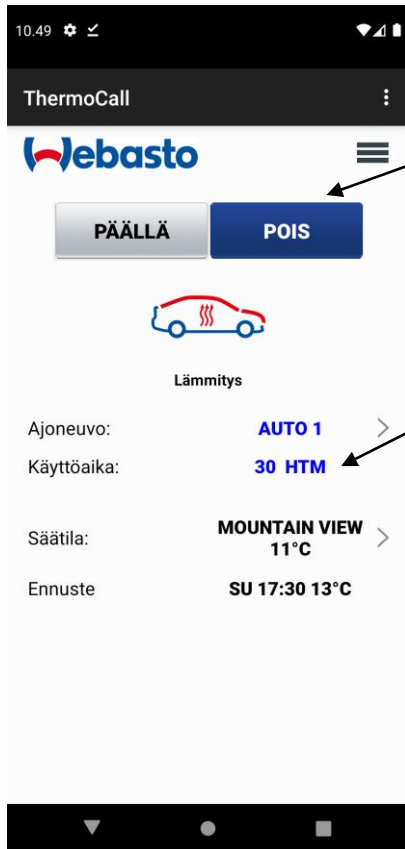 10.49
ThermoCall
Webasto
PÄÄLLÄ POIS
Lämmitys
Ajoneuvo: AUTO 1
Käyttöaika: 30 HTM
Säätila: MOUNTAIN VIEW
11°C
Ennuste SU 17:30 13°C